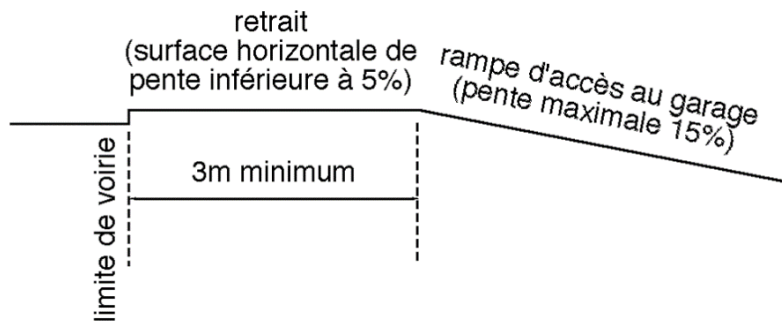 retrait
(surface horizontale de
pente inférieure à 5%)
rampe d'accès au garage
(pente maximale 15%)
3m minimum
limite de voirie